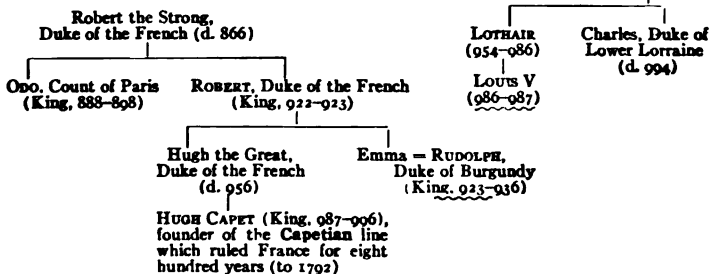 Robert the Strong,
Duke of the French (d. 866)
Odo, Count of Paris
(King, 888–898)
Robert, Duke of the French
(King, 922–923)
Hugh the Great,
Duke of the French
(d. 956)
Emma = Rudolph,
Duke of Burgundy
(King, 923–936)
Hugh Capet (King, 987–996),
founder of the Capetian line
which ruled France for eight
hundred years (to 1792)
Lothair
(954–986)
Louis V
(986–987)
Charles, Duke of
Lower Lorraine
(d. 994)